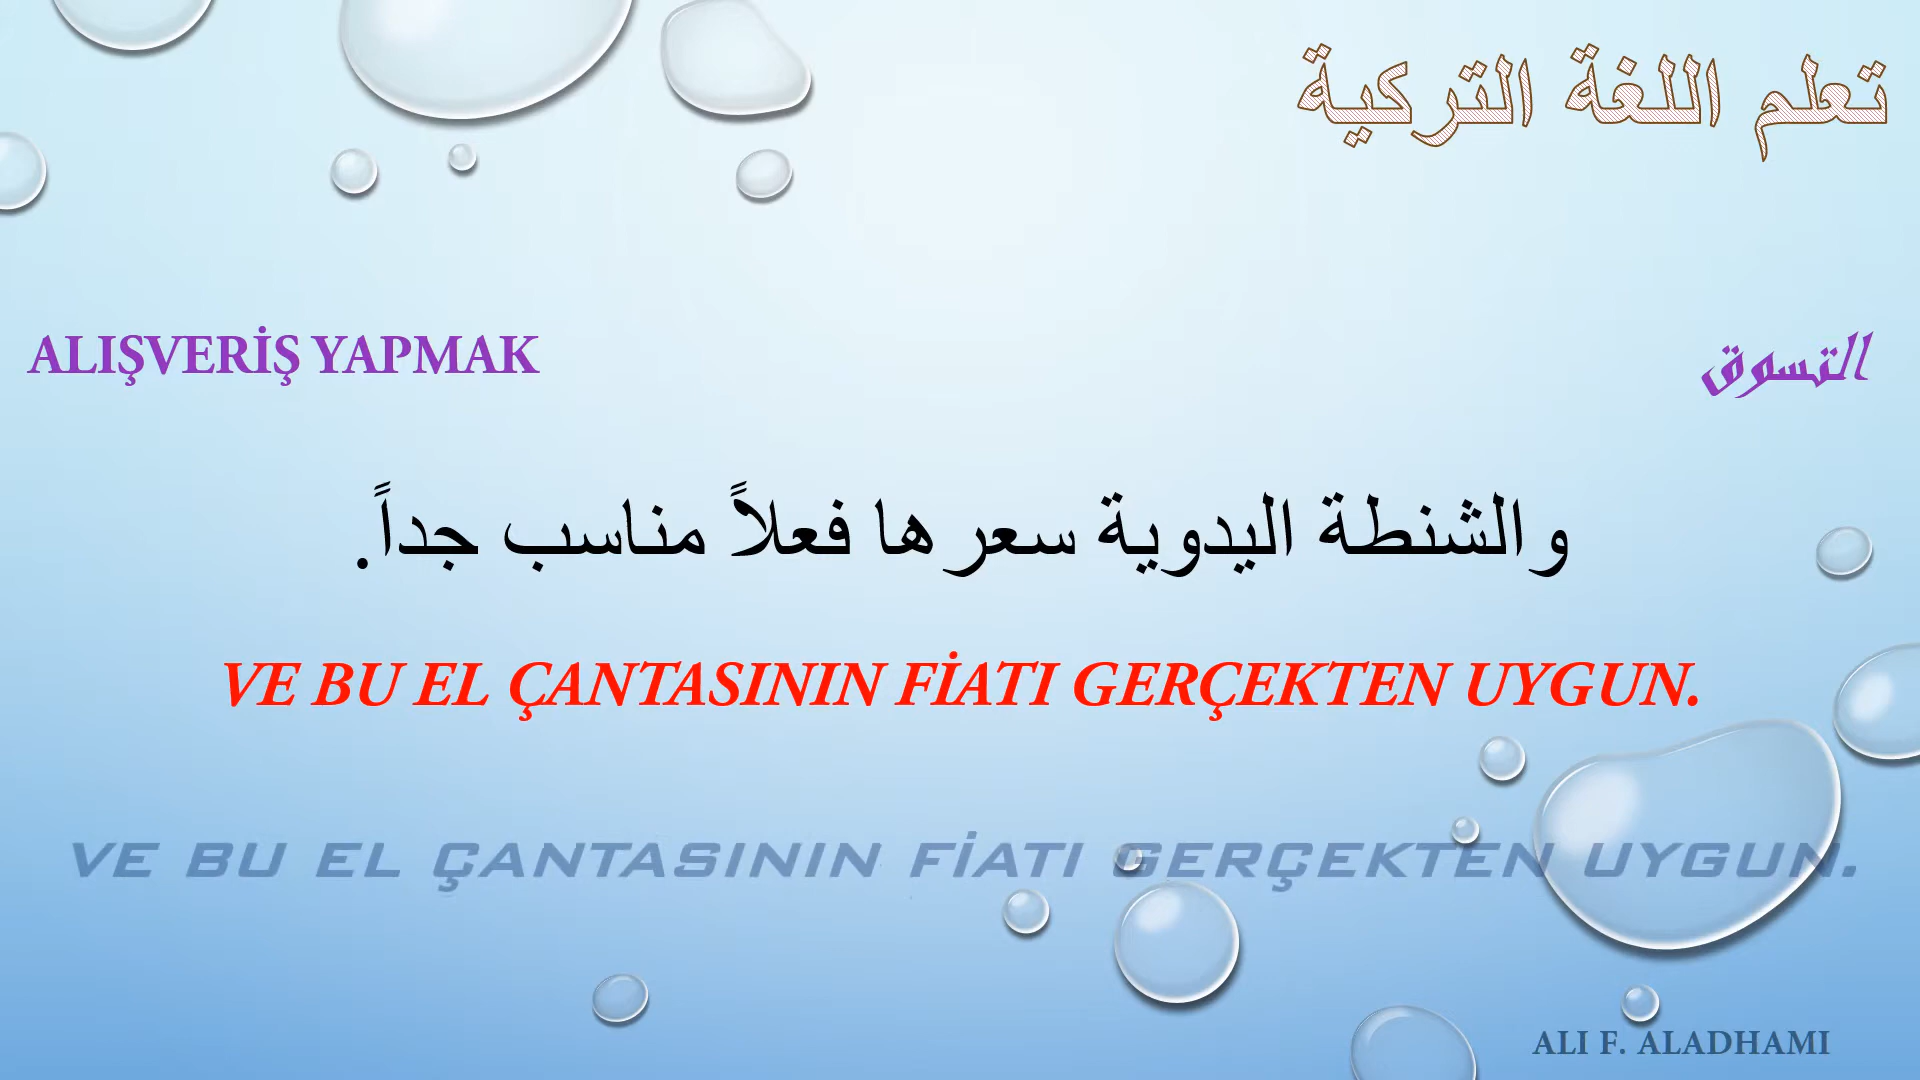 تعلم اللغة التركية
ALIŞVERİŞ YAPMAK
التسوق
والشنطة اليدوية سعرها فعلاً مناسب جداً.
VE BU EL ÇANTASININ FİATI GERÇEKTEN UYGUN.
VE BU EL ÇANTASININ FİATI GERÇEKTEN UYGUN.
ALI F. ALADHAMI